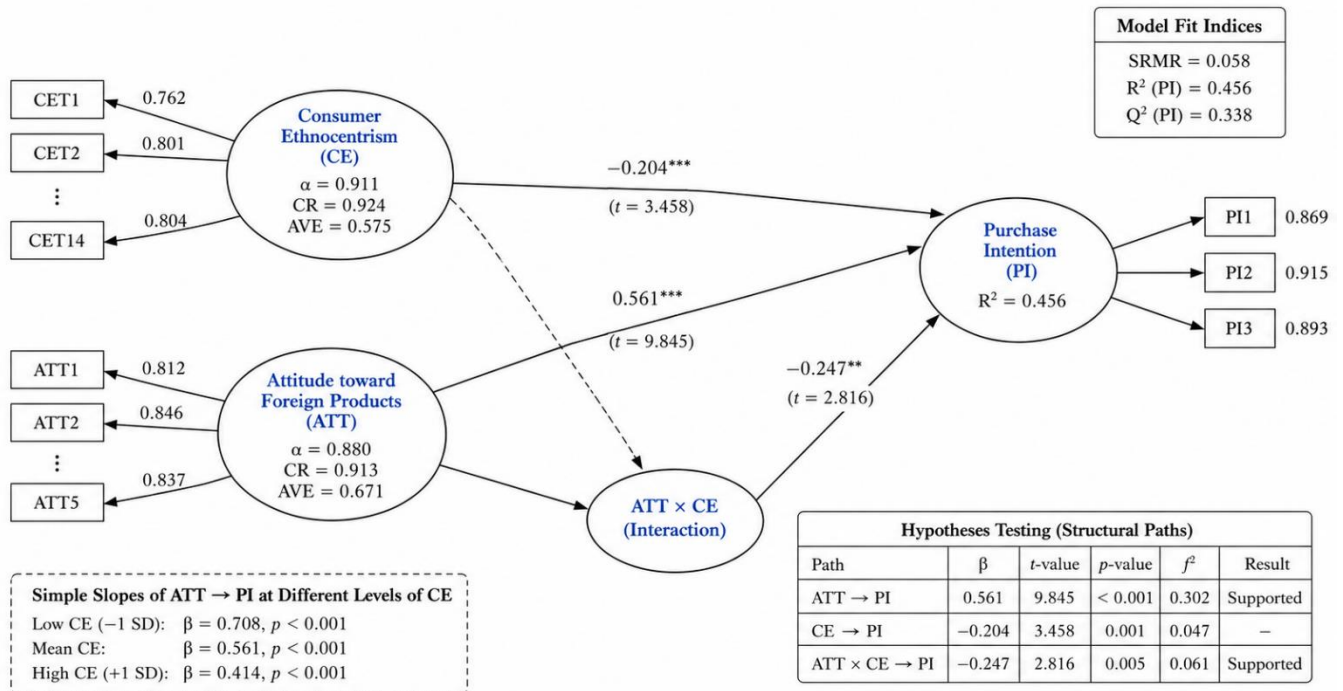 Model Fit Indices
SRMR = 0.058
R² (PI) = 0.456
Q² (PI) = 0.338
CET1
0.762
CET2
0.801
⋮
CET14
0.804
Consumer
Ethnocentrism
(CE)
α = 0.911
CR = 0.924
AVE = 0.575
−0.204***
(t = 3.458)
0.561***
(t = 9.845)
−0.247**
(t = 2.816)
Purchase
Intention
(PI)
R² = 0.456
PI1 0.869
PI2 0.915
PI3 0.893
ATT1
0.812
ATT2
0.846
⋮
ATT5
0.837
Attitude toward
Foreign Products
(ATT)
α = 0.880
CR = 0.913
AVE = 0.671
ATT × CE
(Interaction)
Simple Slopes of ATT → PI at Different Levels of CE
Low CE (−1 SD): β = 0.708, p < 0.001
Mean CE: β = 0.561, p < 0.001
High CE (+1 SD): β = 0.414, p < 0.001
Hypotheses Testing (Structural Paths)
Path β t-value p-value f² Result
ATT → PI 0.561 9.845 < 0.001 0.302 Supported
CE → PI −0.204 3.458 0.001 0.047 –
ATT × CE → PI −0.247 2.816 0.005 0.061 Supported